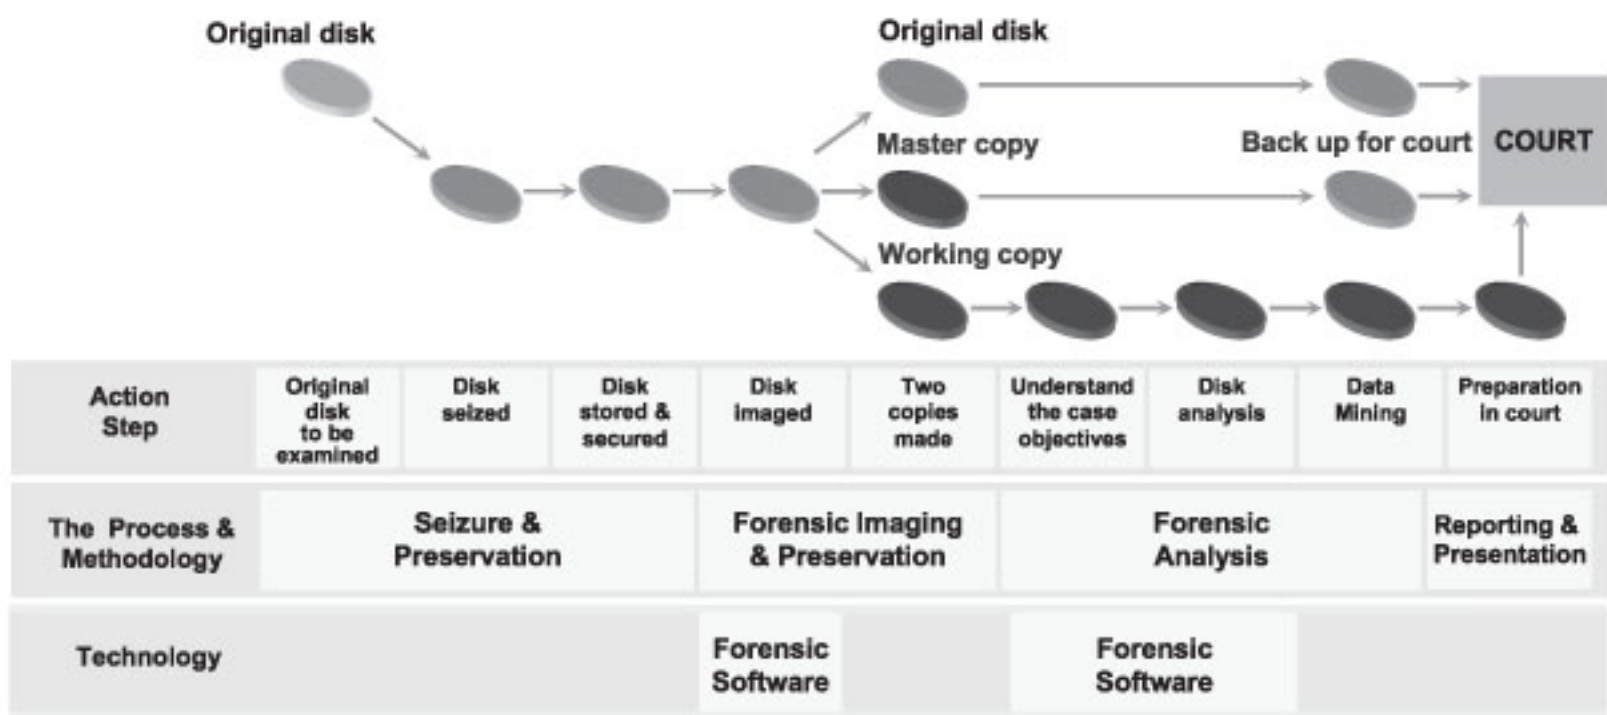 Original disk
Original disk
Master copy
Back up for court
COURT
Working copy
Action
Step
Original
disk
to be
examined
Disk
seized
Disk
stored &
secured
Disk
imaged
Two
copies
made
Understand
the case
objectives
Disk
analysis
Data
Mining
Preparation
in court
The Process &
Methodology
Seizure &
Preservation
Forensic Imaging
& Preservation
Forensic
Analysis
Reporting &
Presentation
Technology
Forensic
Software
Forensic
Software